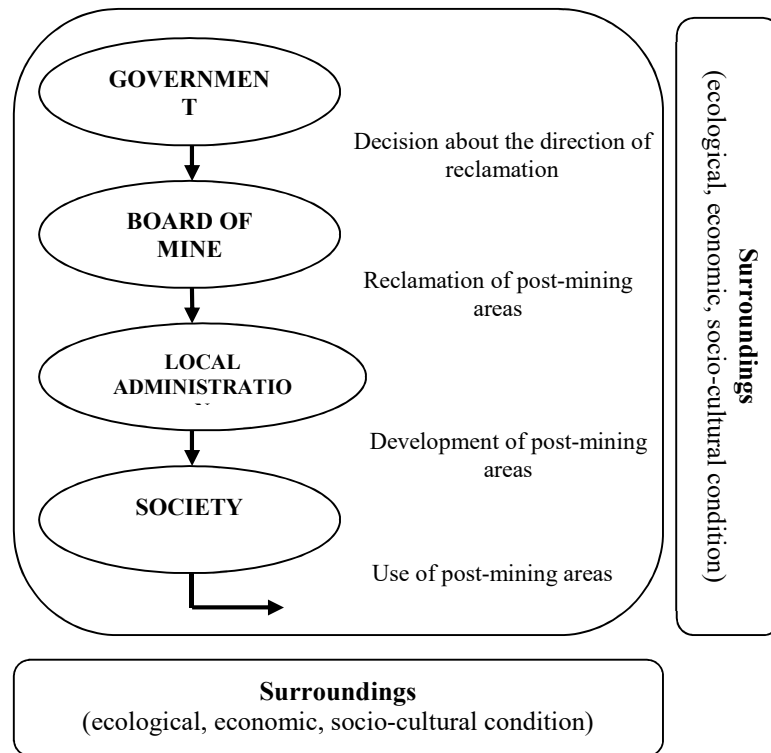 GOVERNMEN
T
Decision about the direction of
reclamation
BOARD OF
MINE
Reclamation of post-mining
areas
LOCAL
ADMINISTRATIO
Development of post-mining
areas
SOCIETY
Use of post-mining areas
Surroundings
(ecological, economic, socio-cultural condition)
Surroundings
(ecological, economic, socio-cultural condition)